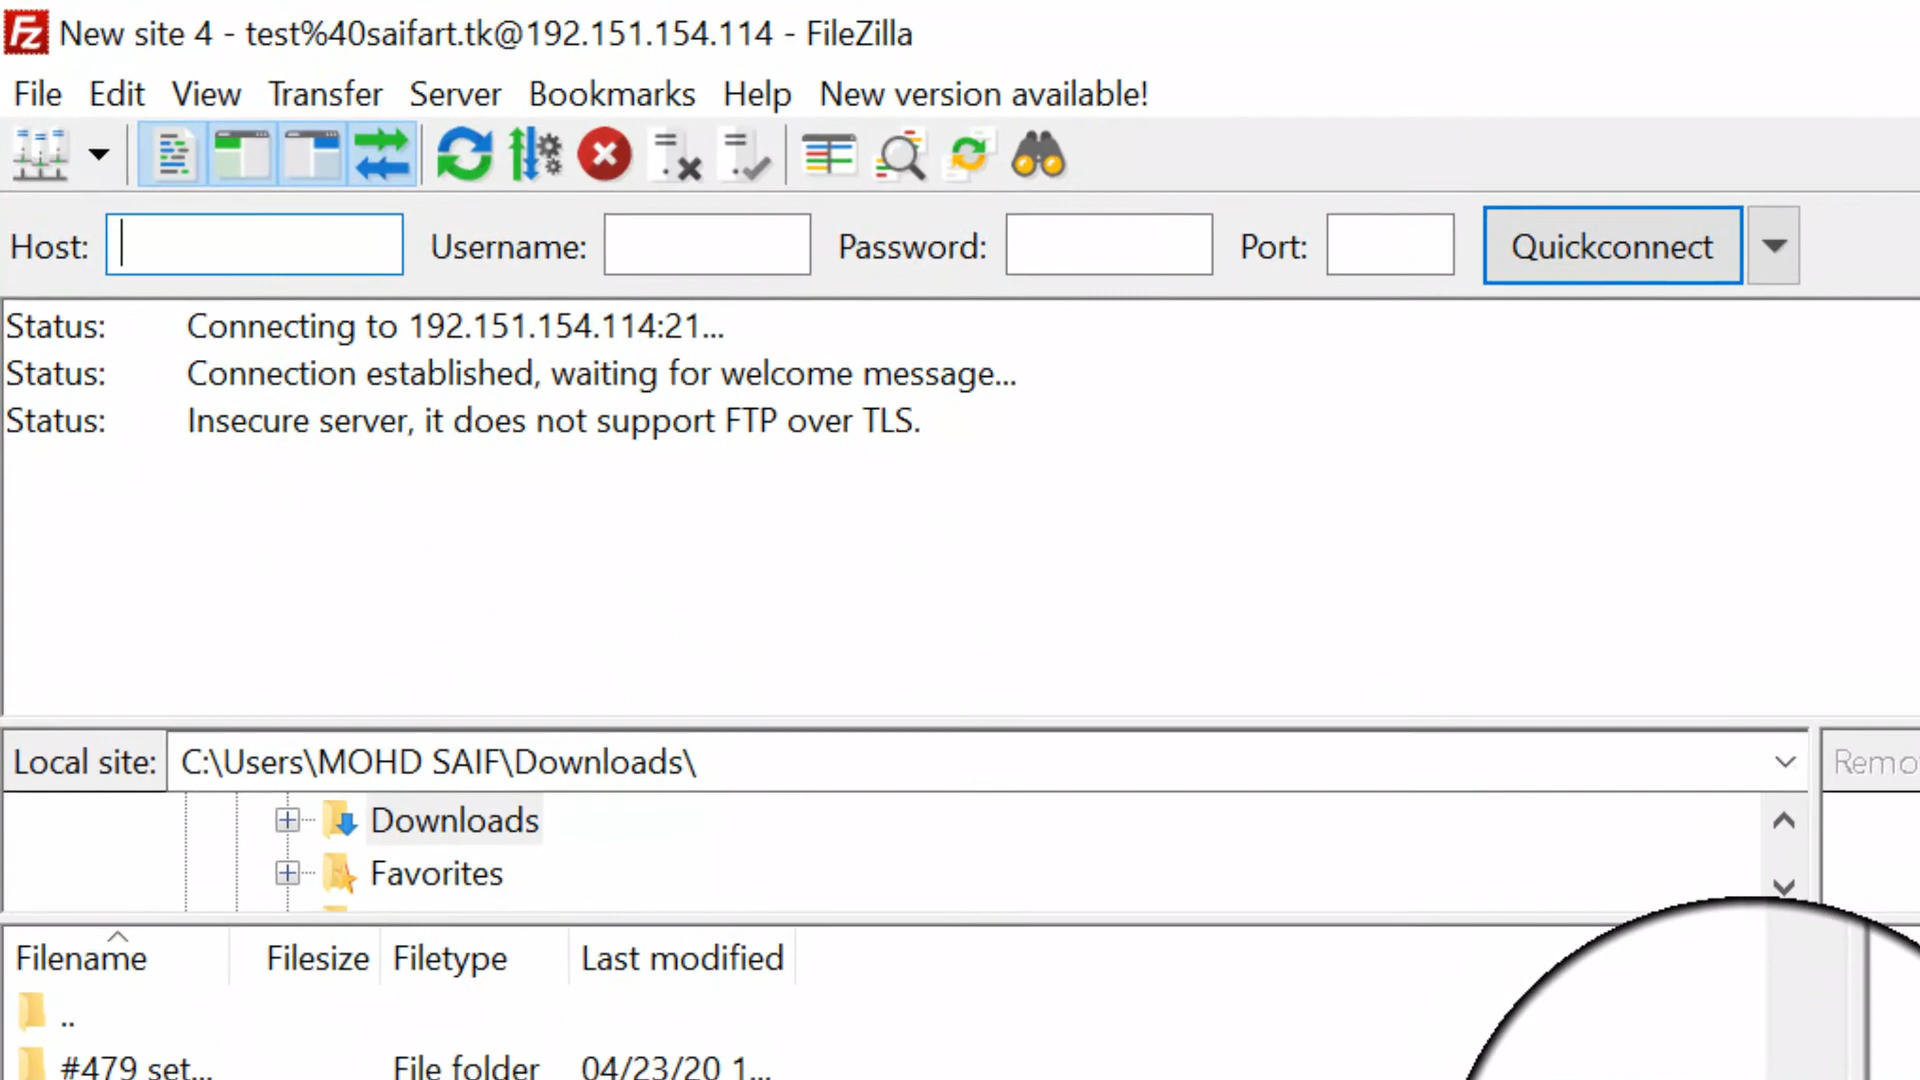 New site 4 - test%40saifart.tk@192.151.154.114 - FileZilla
File Edit View Transfer Server Bookmarks Help New version available!
Host: Username: Password: Port: Quickconnect
Status: Connecting to 192.151.154.114:21...
Status: Connection established, waiting for welcome message...
Status: Insecure server, it does not support FTP over TLS.
Local site: C:\Users\MOHD SAIF\Downloads\ Remo
Downloads
Favorites
Filename Filesize Filetype Last modified
..
#479 set... File folder 04/23/20 1...